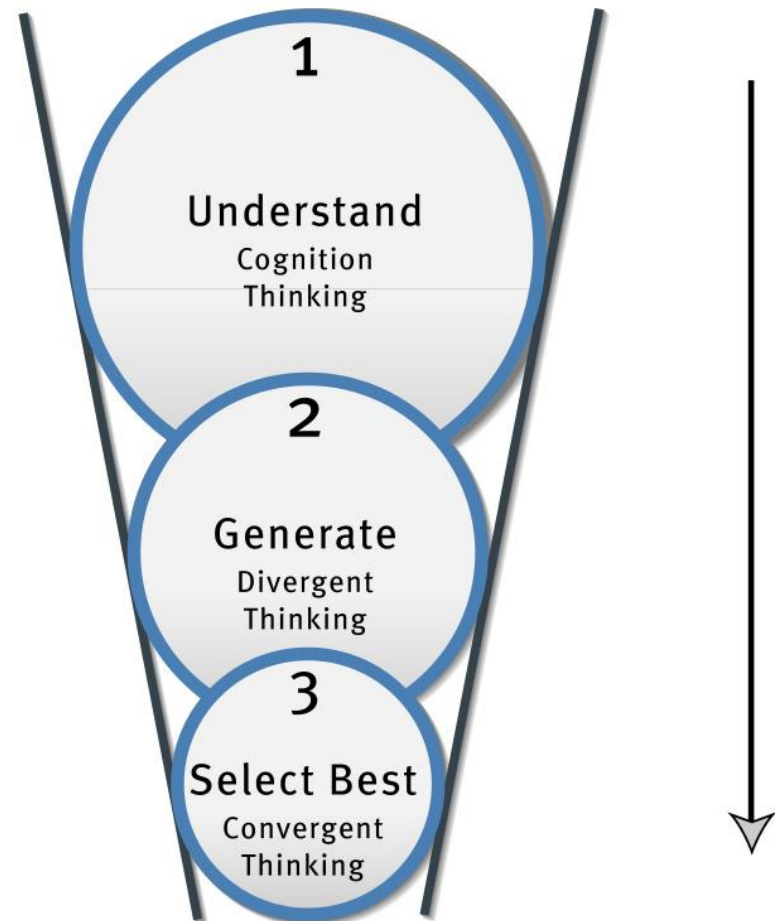 1
Understand
Cognition
Thinking
2
Generate
Divergent
Thinking
3
Select Best
Convergent
Thinking